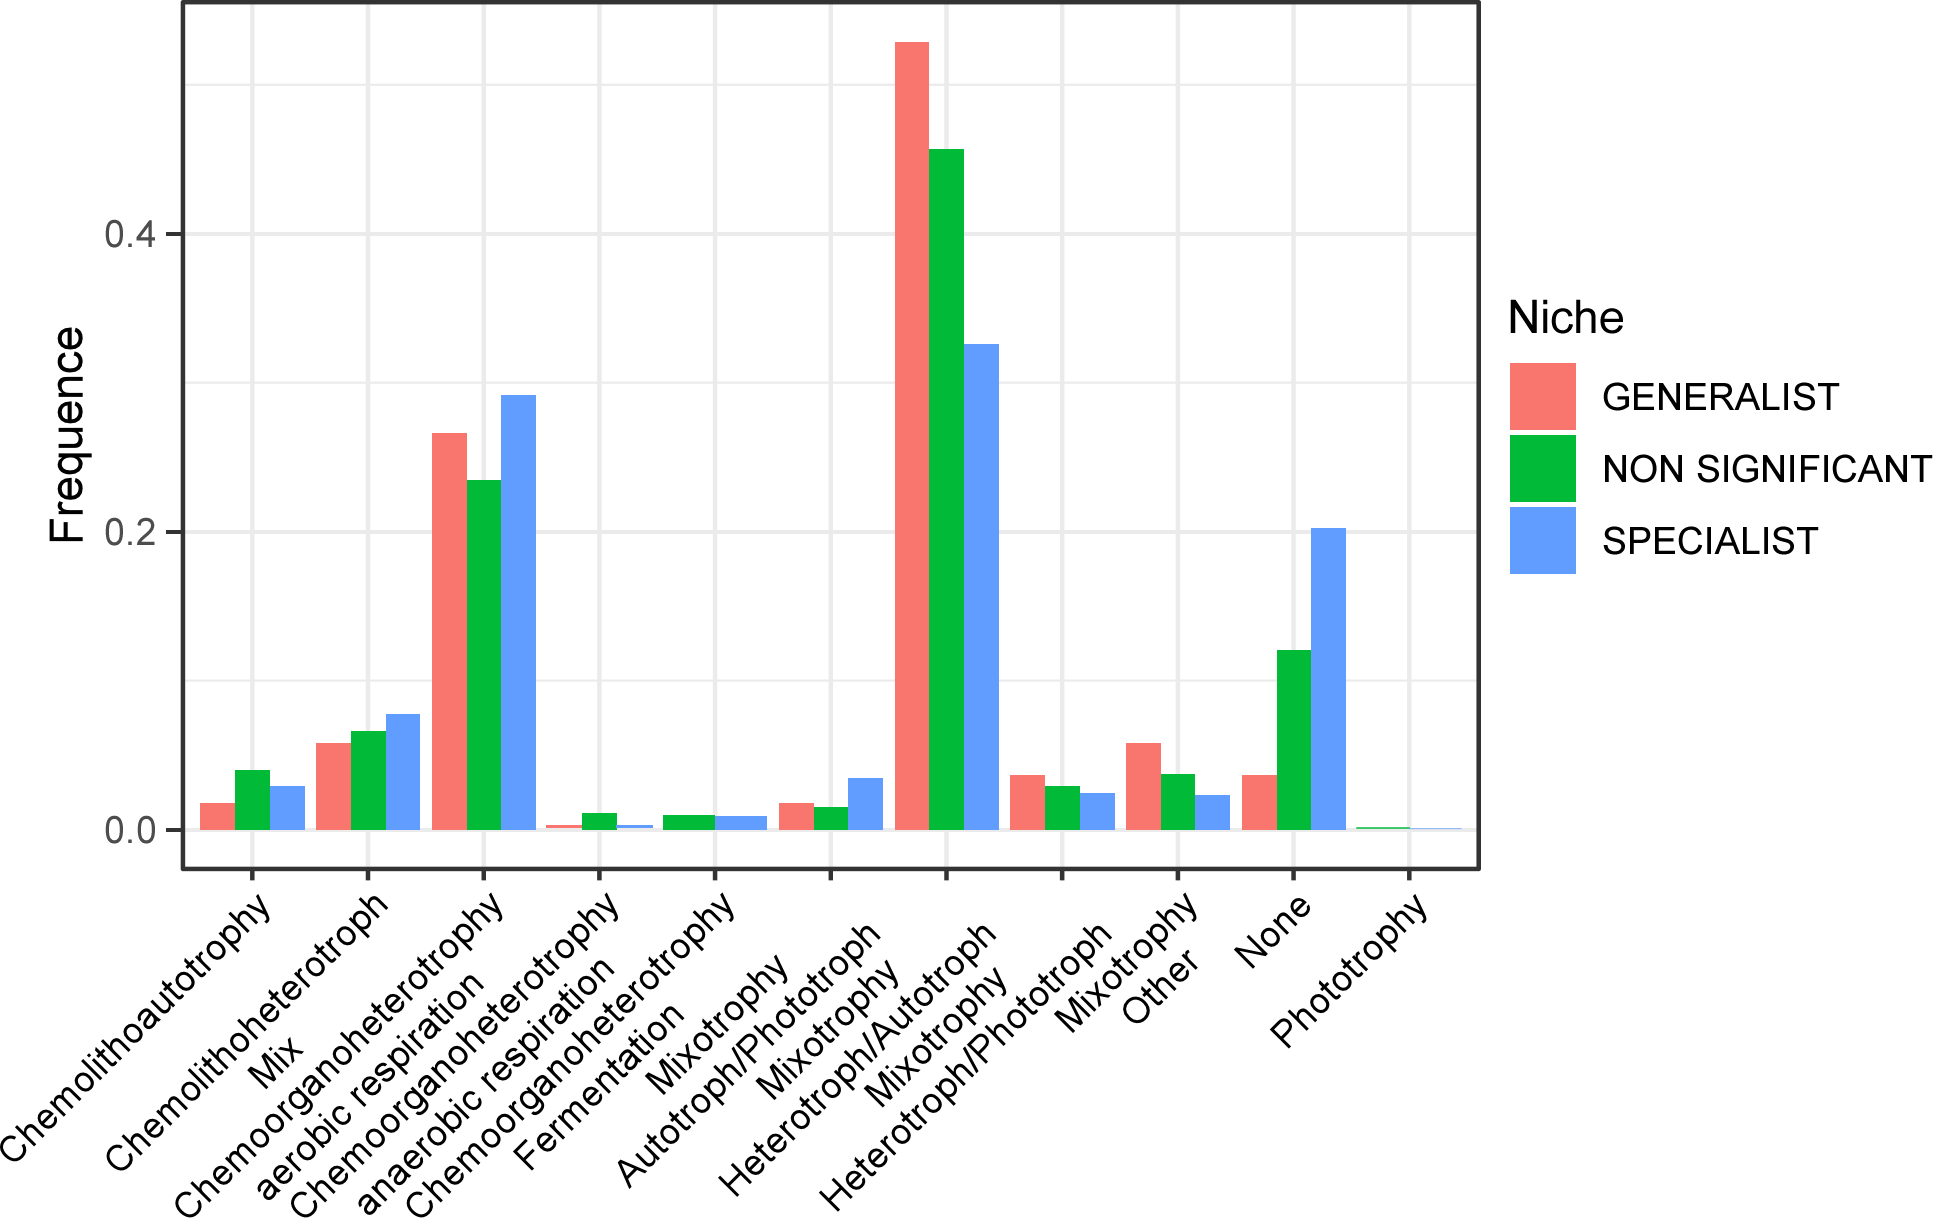 Frequence
0.4
0.2
0.0
Chemolithoautotrophy
Chemolithoheterotroph
Mix
Chemoorganoheterotrophy
aerobic respiration
Chemoorganoheterotrophy
anaerobic respiration
Chemoorganoheterotrophy
Fermentation
Mixotrophy
Autotroph/Phototroph
Mixotrophy
Heterotroph/Autotroph
Mixotrophy
Heterotroph/Phototroph
Mixotrophy
Other
None
Phototrophy
Niche
GENERALIST
NON SIGNIFICANT
SPECIALIST